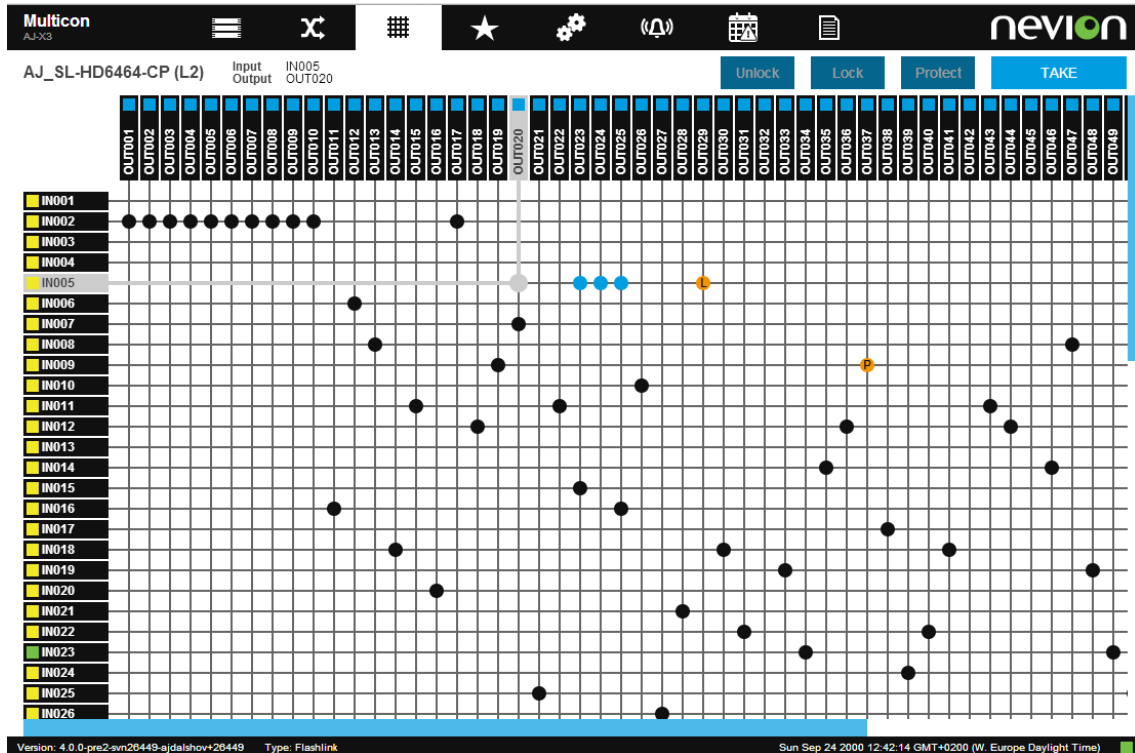 Multicon
AJ-X3
nevion
AJ_SL-HD6464-CP (L2)
Input IN005
Output OUT020
Unlock Lock Protect TAKE
OUT001 OUT002 OUT003 OUT004 OUT005 OUT006 OUT007 OUT008 OUT009 OUT010 OUT011 OUT012 OUT013 OUT014 OUT015 OUT016 OUT017 OUT018 OUT019 OUT020 OUT021 OUT022 OUT023 OUT024 OUT025 OUT026 OUT027 OUT028 OUT029 OUT030 OUT031 OUT032 OUT033 OUT034 OUT035 OUT036 OUT037 OUT038 OUT039 OUT040 OUT041 OUT042 OUT043 OUT044 OUT045 OUT046 OUT047 OUT048 OUT049
IN001
IN002
IN003
IN004
IN005 L
IN006
IN007
IN008
IN009 P
IN010
IN011
IN012
IN013
IN014
IN015
IN016
IN017
IN018
IN019
IN020
IN021
IN022
IN023
IN024
IN025
IN026
Version: 4.0.0-pre2-svn26449-ajdalshov+26449 Type: Flashlink Sun Sep 24 2000 12:42:14 GMT+0200 (W. Europe Daylight Time)